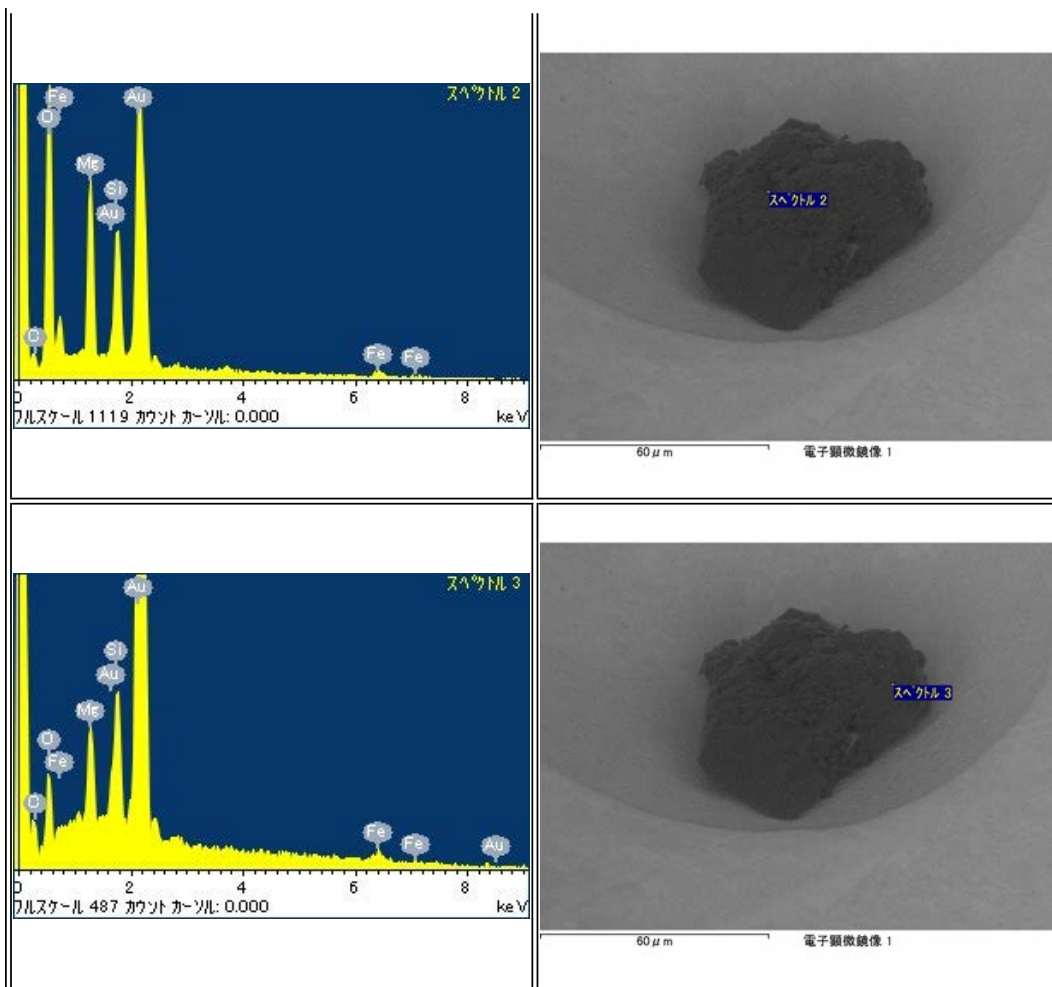 スペクトル 2
Fe
O
Au
Mg
Si
Au
C
Fe
Fe
0 2 4 6 8
フルスケール 1119 カウント カーソル: 0.000 keV
スペクトル 2
60μm 電子顕微鏡像 1
スペクトル 3
Au
Si
Au
Mg
O
Fe
C
Fe
Fe
Au
0 2 4 6 8
フルスケール 487 カウント カーソル: 0.000 keV
スペクトル 3
60μm 電子顕微鏡像 1